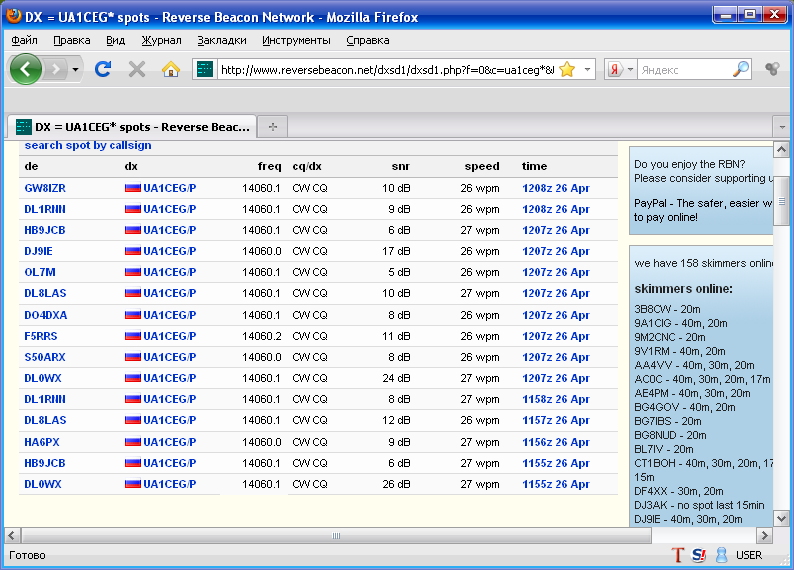 DX = UA1CEG* spots - Reverse Beacon Network - Mozilla Firefox
Файл Правка Вид Журнал Закладки Инструменты Справка
http://www.reversebeacon.net/dxsd1/dxsd1.php?f=0&c=ua1ceg*& Яндекс
DX = UA1CEG* spots - Reverse Beac...
search spot by callsign
de dx freq cq/dx snr speed time
GW8IZR UA1CEG/P 14060.1 CW CQ 10 dB 26 wpm 1208z 26 Apr
DL1RNN UA1CEG/P 14060.1 CW CQ 9 dB 26 wpm 1208z 26 Apr
HB9JCB UA1CEG/P 14060.1 CW CQ 6 dB 27 wpm 1207z 26 Apr
DJ9IE UA1CEG/P 14060.0 CW CQ 17 dB 26 wpm 1207z 26 Apr
OL7M UA1CEG/P 14060.1 CW CQ 5 dB 26 wpm 1207z 26 Apr
DL8LAS UA1CEG/P 14060.1 CW CQ 10 dB 27 wpm 1207z 26 Apr
DO4DXA UA1CEG/P 14060.1 CW CQ 8 dB 27 wpm 1207z 26 Apr
F5RRS UA1CEG/P 14060.2 CW CQ 11 dB 26 wpm 1207z 26 Apr
S50ARX UA1CEG/P 14060.0 CW CQ 8 dB 26 wpm 1207z 26 Apr
DL0WX UA1CEG/P 14060.1 CW CQ 24 dB 27 wpm 1207z 26 Apr
DL1RNN UA1CEG/P 14060.1 CW CQ 8 dB 27 wpm 1158z 26 Apr
DL8LAS UA1CEG/P 14060.1 CW CQ 12 dB 26 wpm 1157z 26 Apr
HA6PX UA1CEG/P 14060.0 CW CQ 9 dB 27 wpm 1156z 26 Apr
HB9JCB UA1CEG/P 14060.1 CW CQ 6 dB 27 wpm 1155z 26 Apr
DL0WX UA1CEG/P 14060.1 CW CQ 26 dB 27 wpm 1155z 26 Apr
Do you enjoy the RBN?
Please consider supporting u
PayPal - The safer, easier w
to pay online!
we have 158 skimmers online
skimmers online:
3B8CW - 20m
9A1CIG - 40m, 20m
9M2CNC - 20m
9V1RM - 40m, 20m
AA4VV - 40m, 30m, 20m
AC0C - 40m, 30m, 20m, 17m
AE4PM - 40m, 30m, 20m
BG4GOV - 40m, 20m
BG7IBS - 20m
BG8NUD - 20m
BL7IV - 20m
CT1BOH - 40m, 30m, 20m, 17
15m
DF4XX - 30m, 20m
DJ3AK - no spot last 15min
DJ9IE - 40m, 30m, 20m
Готово USER